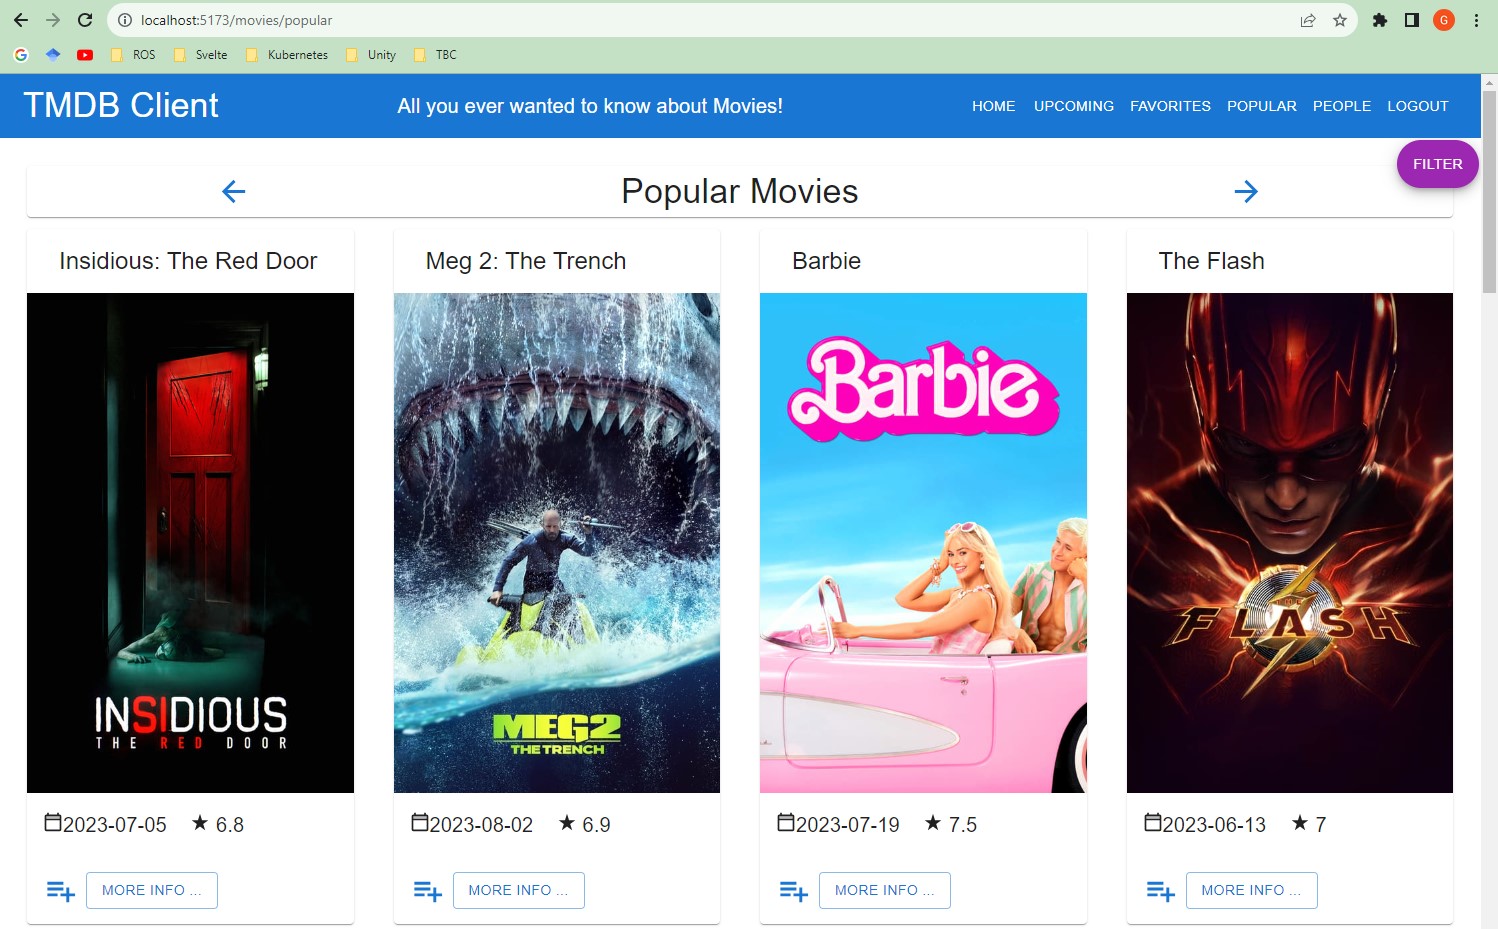 localhost:5173/movies/popular
G
ROS Svelte Kubernetes Unity TBC
TMDB Client All you ever wanted to know about Movies! HOME UPCOMING FAVORITES POPULAR PEOPLE LOGOUT
FILTER
Popular Movies
Insidious: The Red Door
Meg 2: The Trench
Barbie
The Flash
INSIDIOUS
THE RED DOOR
MEG2
THE TRENCH
Barbie
THE
FLASH
2023-07-05 ★ 6.8
2023-08-02 ★ 6.9
2023-07-19 ★ 7.5
2023-06-13 ★ 7
MORE INFO ...
MORE INFO ...
MORE INFO ...
MORE INFO ...